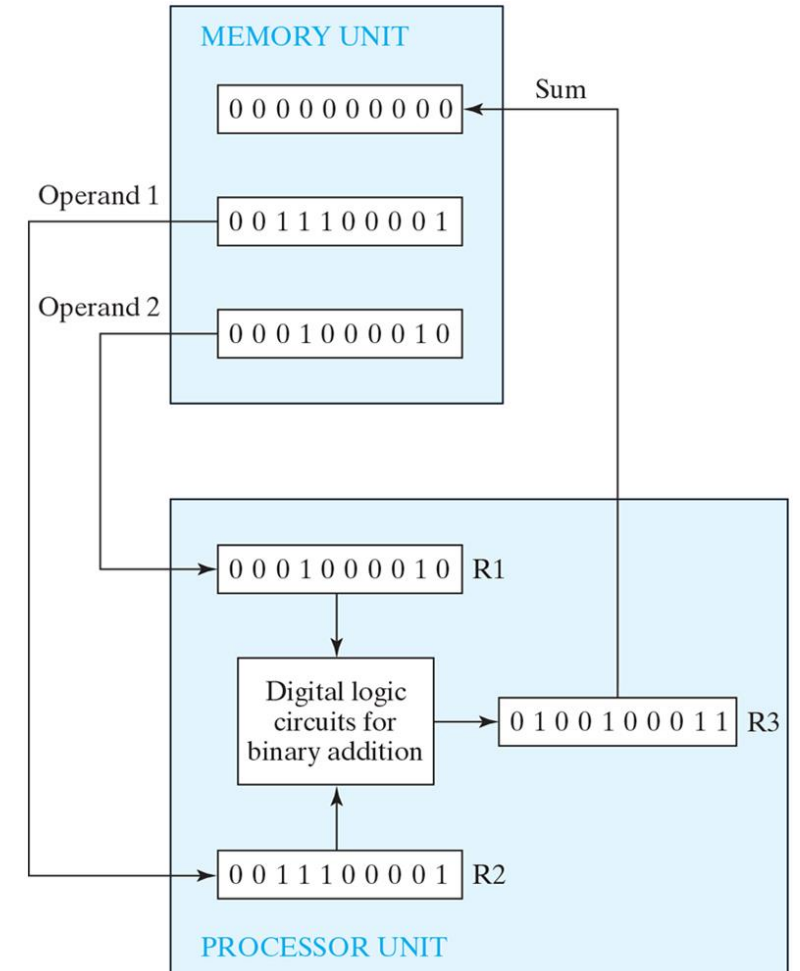 MEMORY UNIT
Sum
0 0 0 0 0 0 0 0 0 0
Operand 1
0 0 1 1 1 0 0 0 0 1
Operand 2
0 0 0 1 0 0 0 0 1 0
0 0 0 1 0 0 0 0 1 0 R1
Digital logic
circuits for
binary addition
0 1 0 0 1 0 0 0 1 1 R3
0 0 1 1 1 0 0 0 0 1 R2
PROCESSOR UNIT